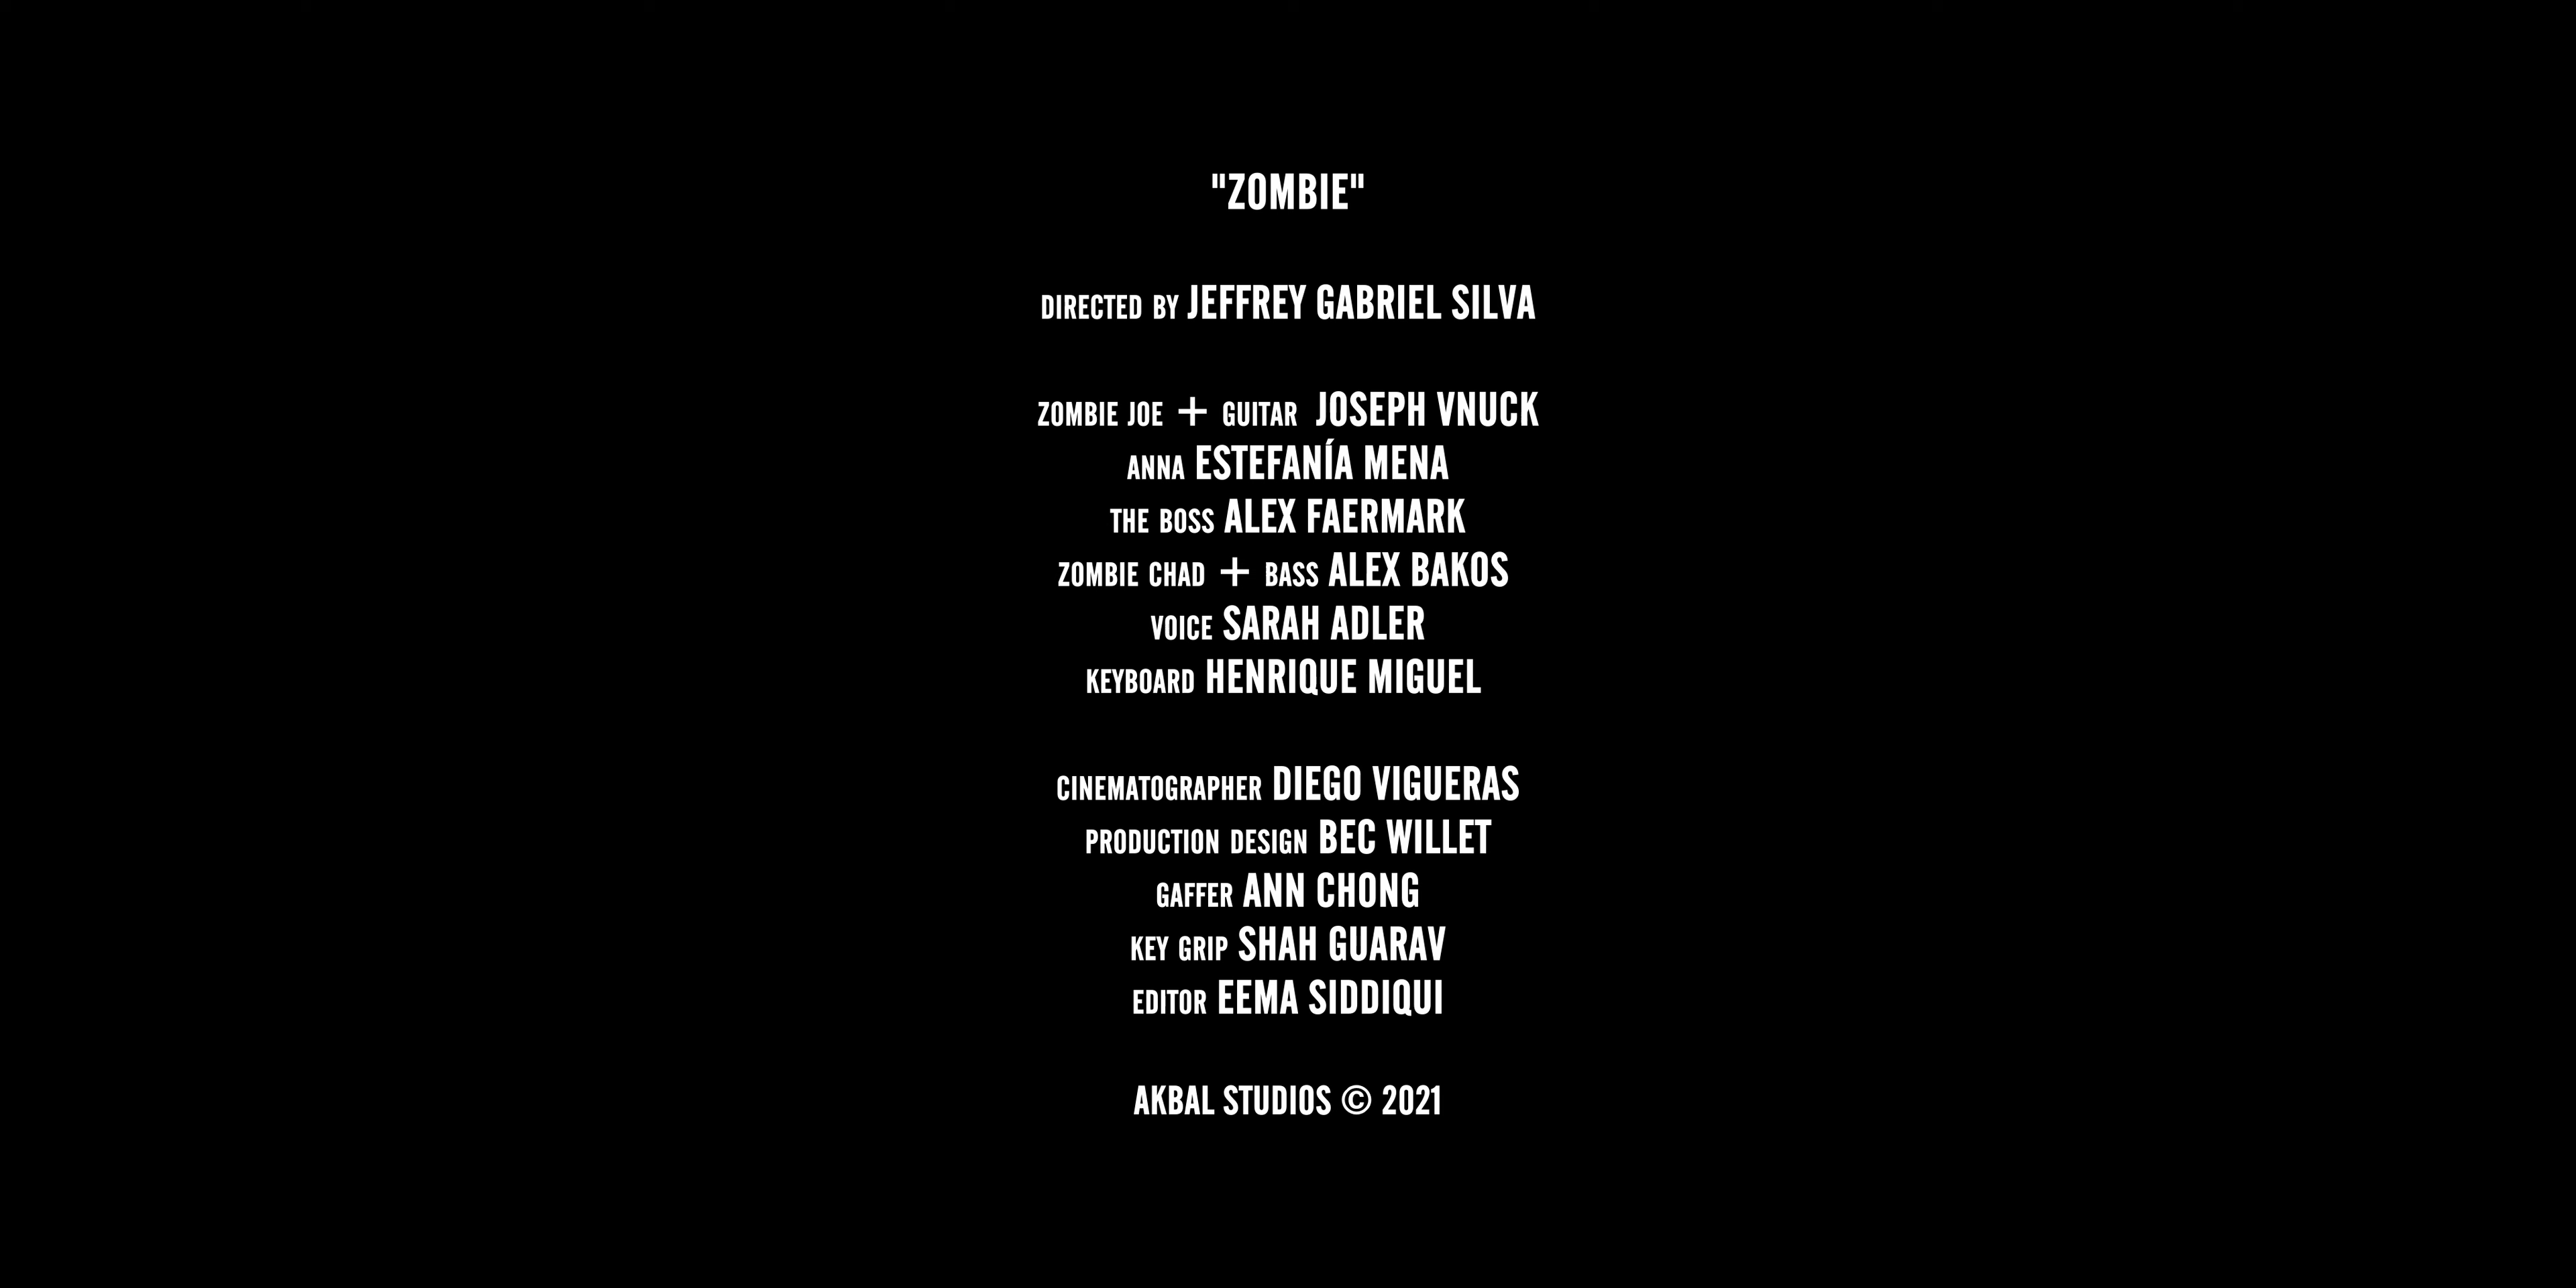 "ZOMBIE"
DIRECTED BY JEFFREY GABRIEL SILVA
ZOMBIE JOE + GUITAR JOSEPH VNUCK
ANNA ESTEFANÍA MENA
THE BOSS ALEX FAERMARK
ZOMBIE CHAD + BASS ALEX BAKOS
VOICE SARAH ADLER
KEYBOARD HENRIQUE MIGUEL
CINEMATOGRAPHER DIEGO VIGUERAS
PRODUCTION DESIGN BEC WILLET
GAFFER ANN CHONG
KEY GRIP SHAH GUARAV
EDITOR EEMA SIDDIQUI
AKBAL STUDIOS © 2021